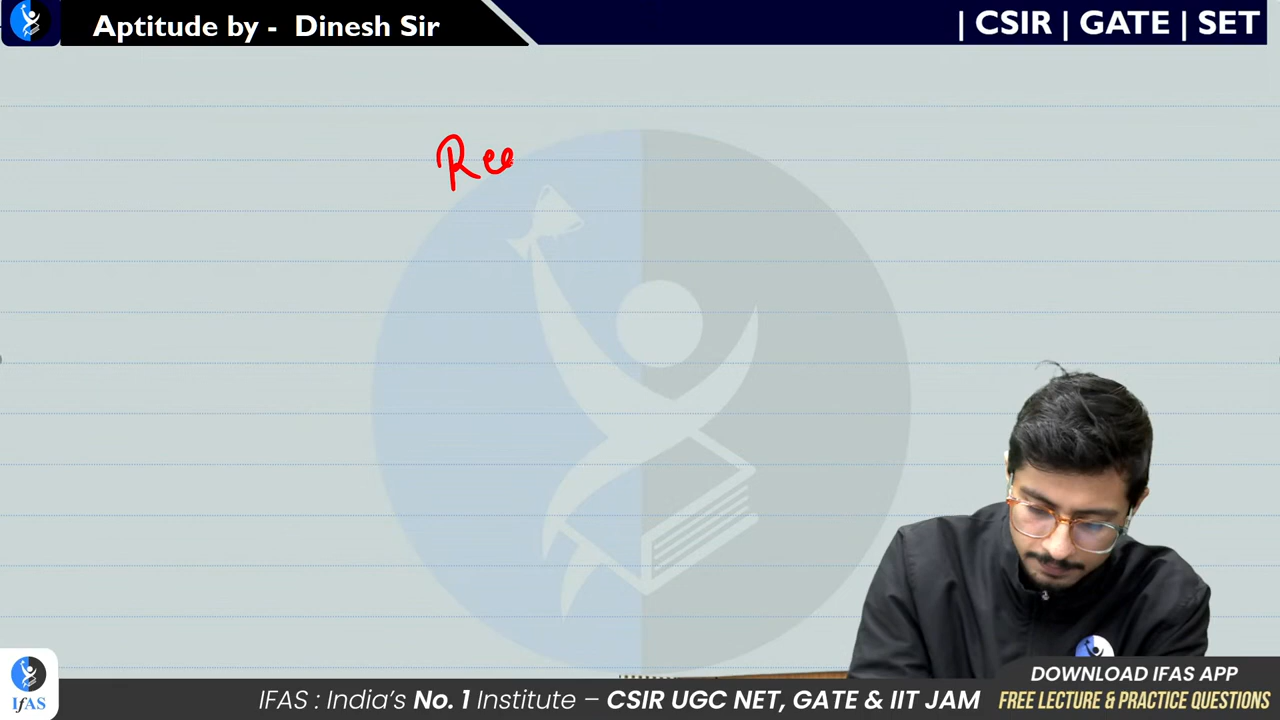 Aptitude by - Dinesh Sir
| CSIR | GATE | SET
Ree
IFAS
IFAS : India's No. 1 Institute – CSIR UGC NET, GATE & IIT JAM
DOWNLOAD IFAS APP
FREE LECTURE & PRACTICE QUESTIONS